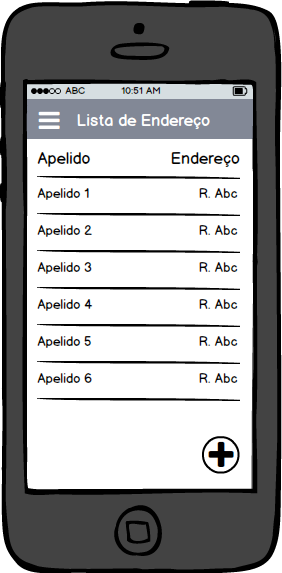 ABC 10:51 AM
Lista de Endereço
Apelido Endereço
Apelido 1 R. Abc
Apelido 2 R. Abc
Apelido 3 R. Abc
Apelido 4 R. Abc
Apelido 5 R. Abc
Apelido 6 R. Abc